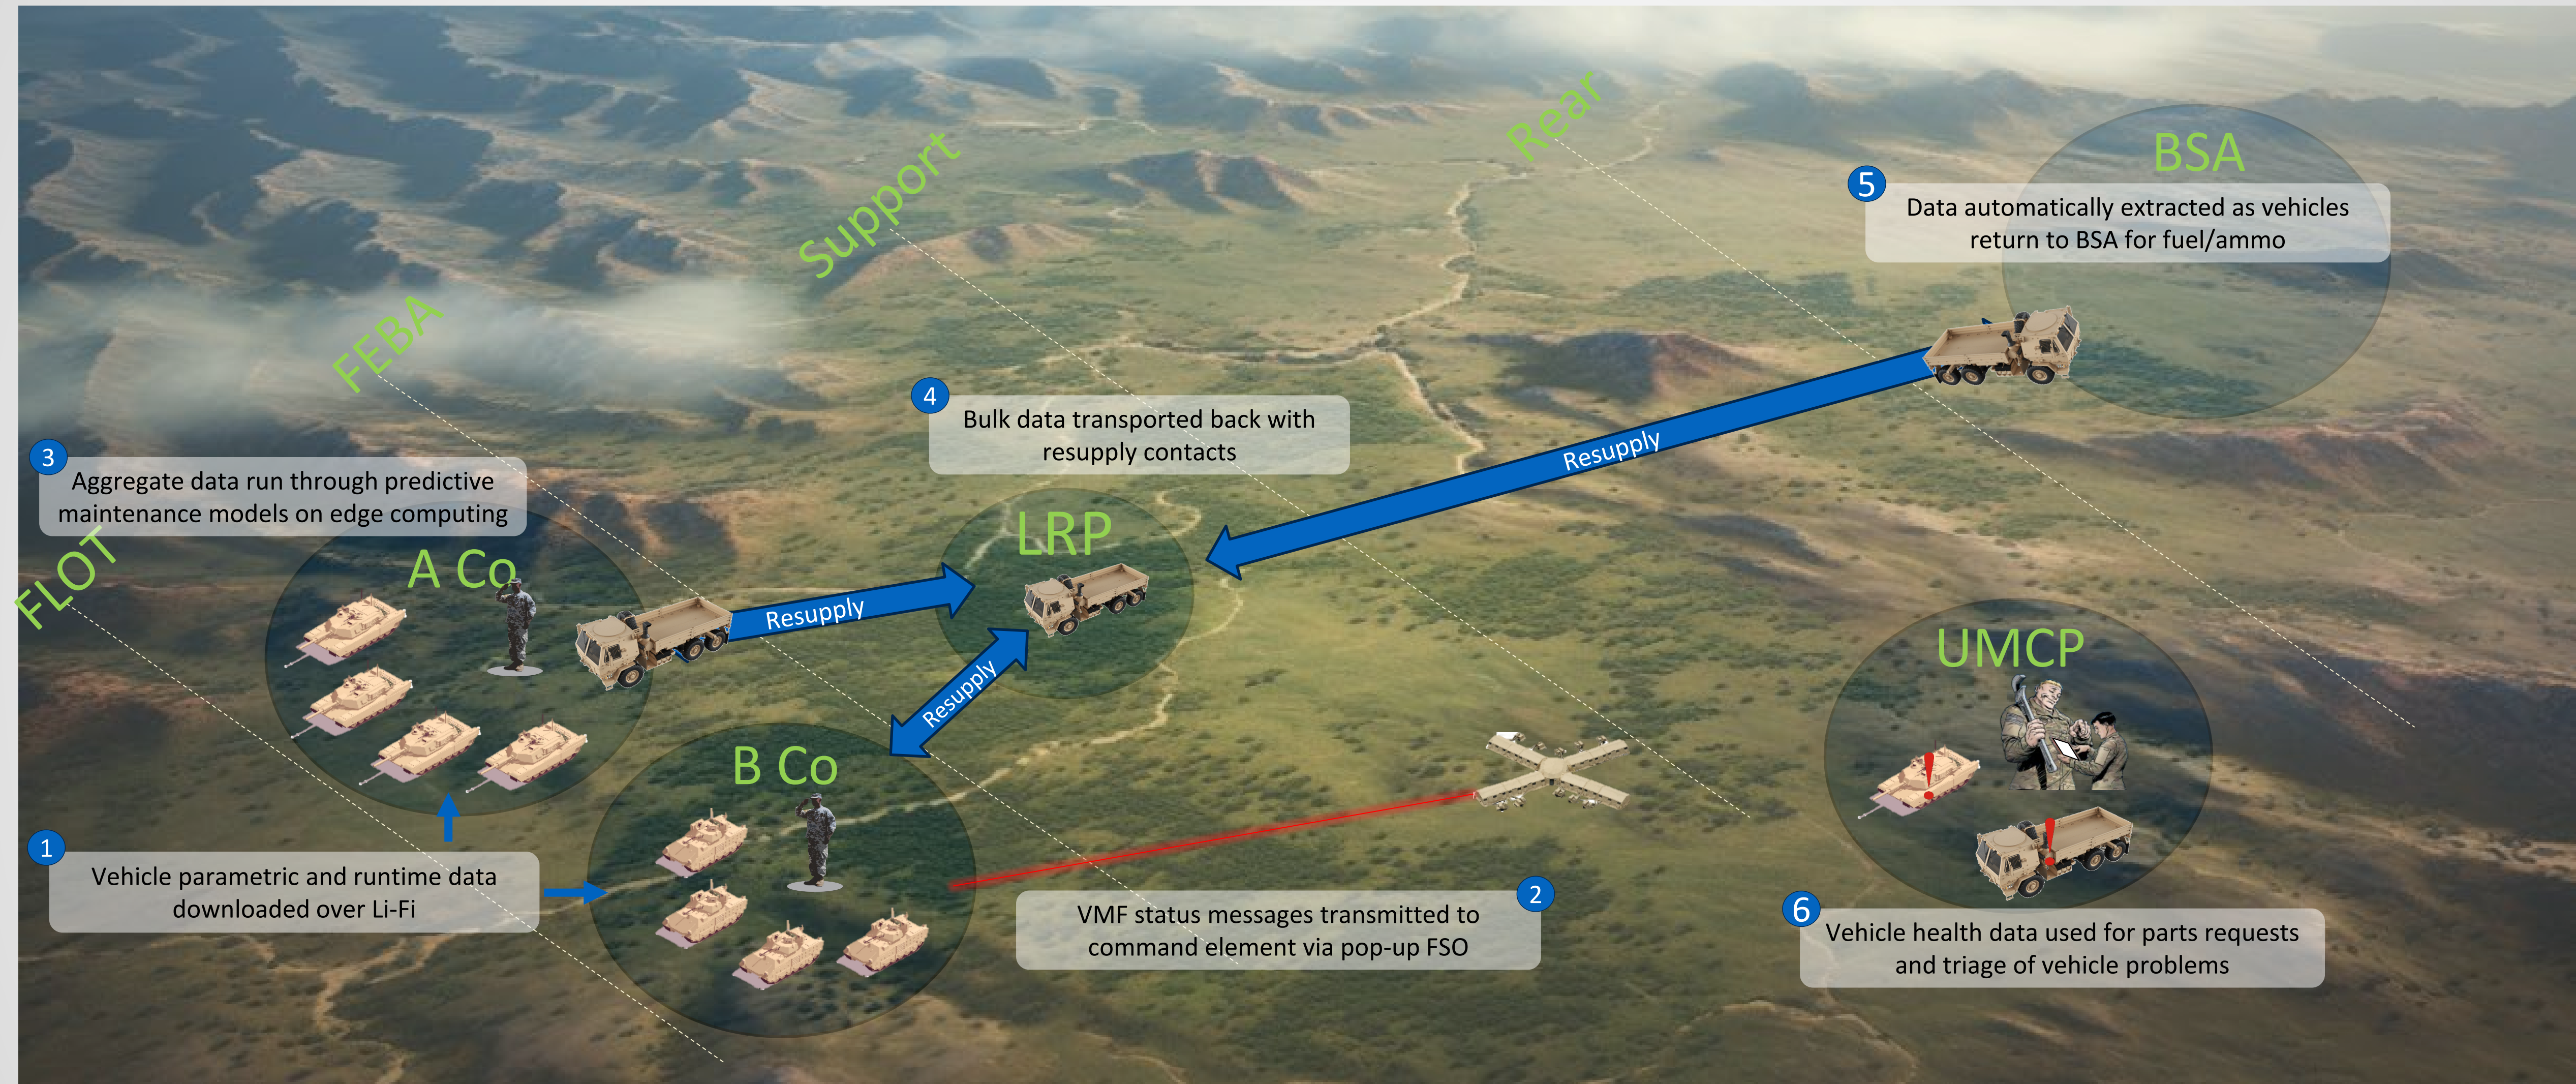 Rear
BSA
Support
5
Data automatically extracted as vehicles
return to BSA for fuel/ammo
FEBA
4
Bulk data transported back with
resupply contacts
Resupply
3
Aggregate data run through predictive
maintenance models on edge computing
FLOT
A Co
LRP
Resupply
Resupply
UMCP
B Co
1
Vehicle parametric and runtime data
downloaded over Li-Fi
2
VMF status messages transmitted to
command element via pop-up FSO
6
Vehicle health data used for parts requests
and triage of vehicle problems